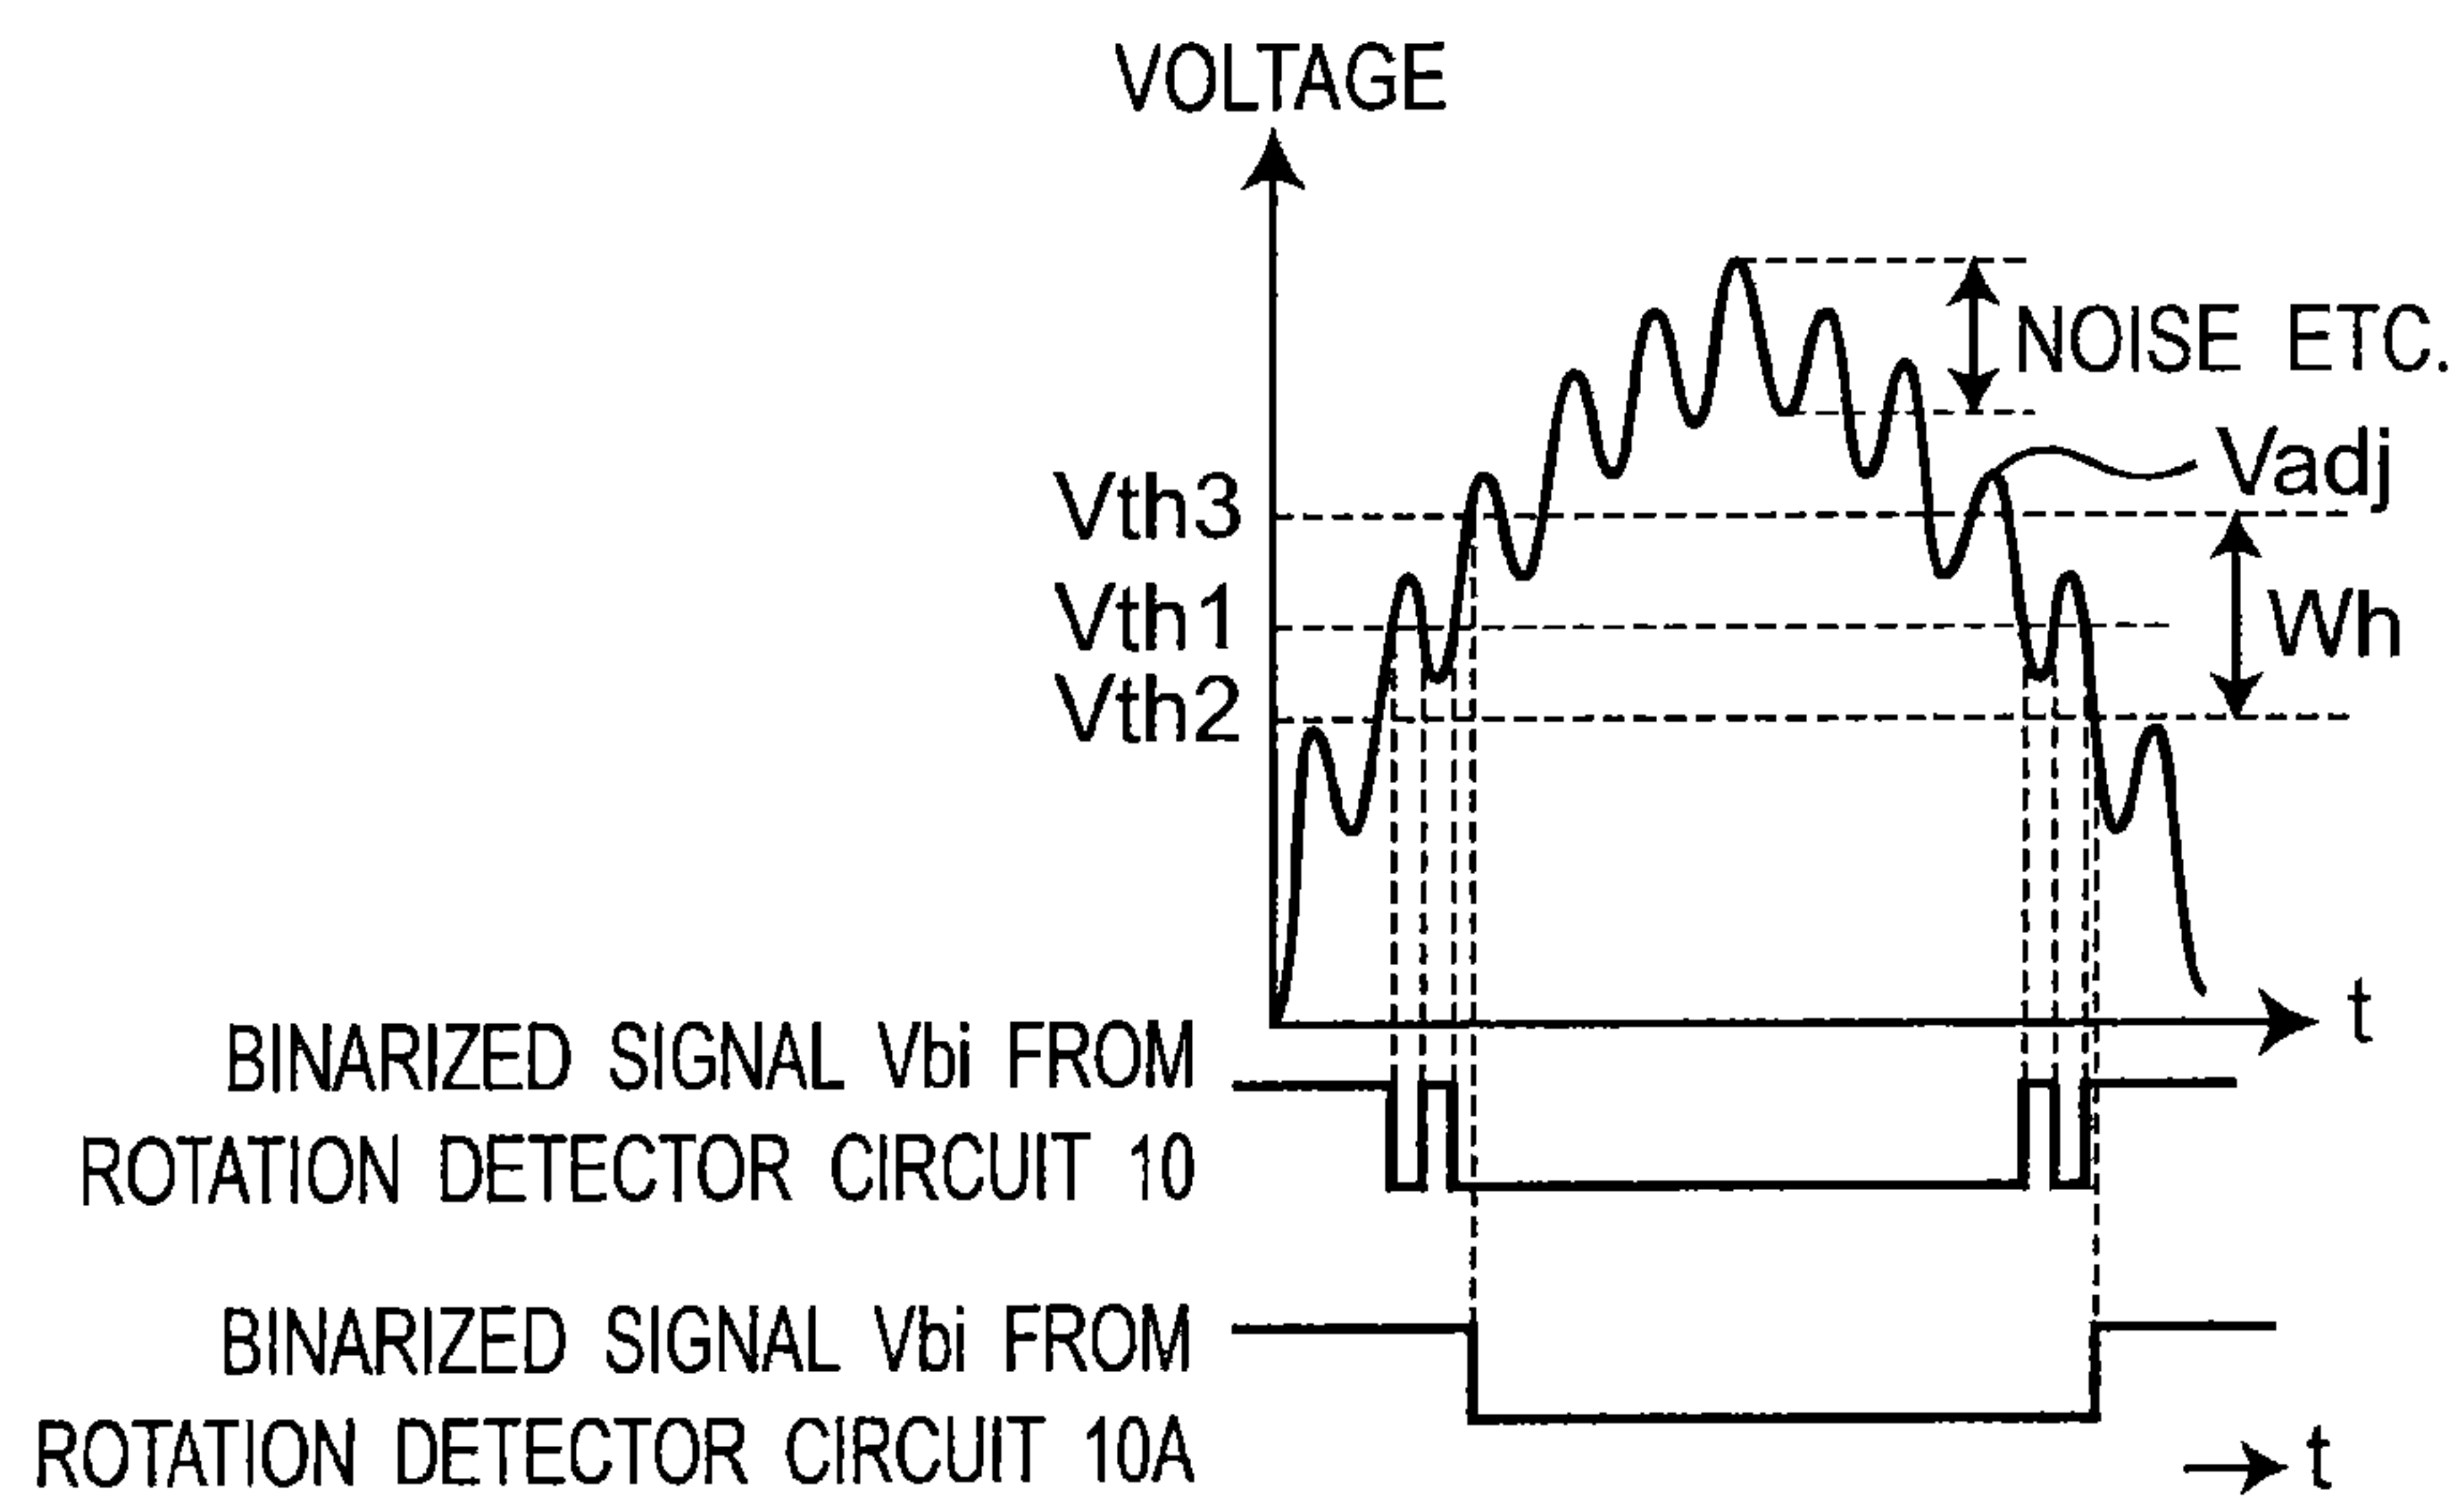 VOLTAGE
NOISE ETC.
Vadj
Vth3
Vth1
Wh
Vth2
t
BINARIZED SIGNAL Vbi FROM
ROTATION DETECTOR CIRCUIT 10
BINARIZED SIGNAL Vbi FROM
ROTATION DETECTOR CIRCUIT 10A
t